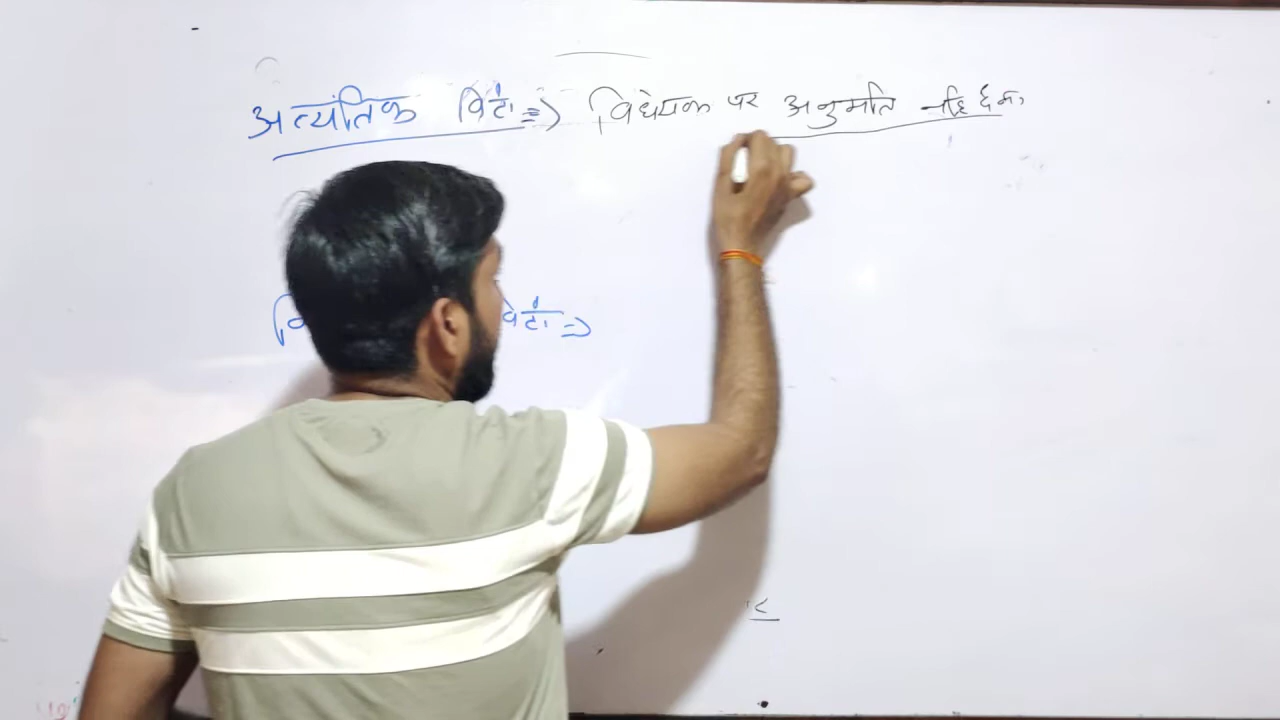 अत्यंतिक विटो => विधेयक पर अनुमति नहि देना
वेटो =>